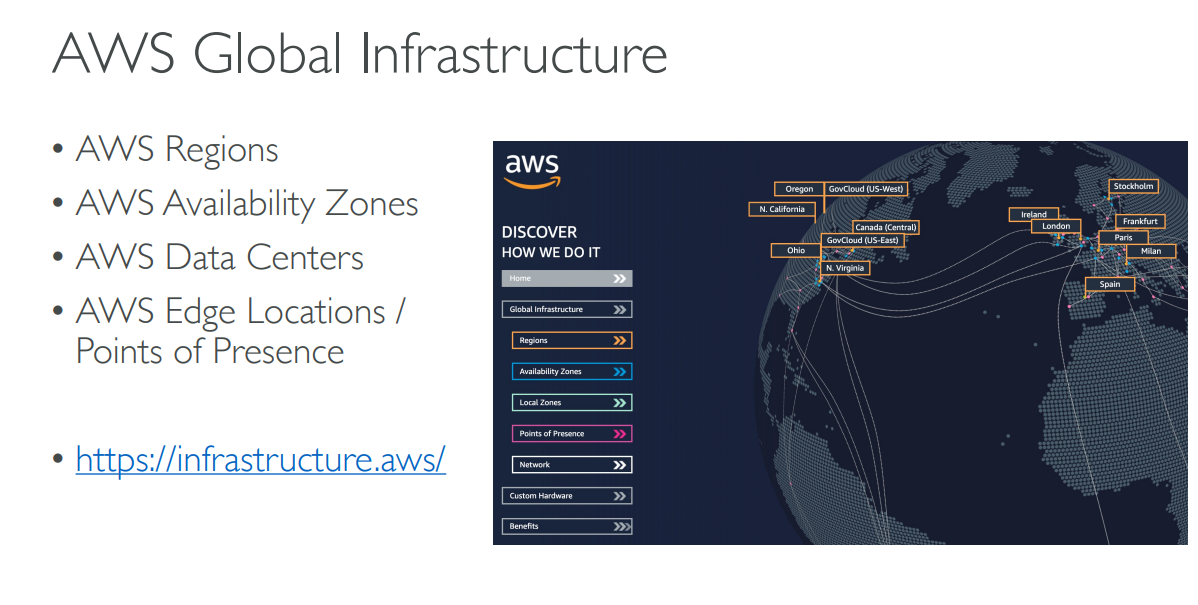 AWS Global Infrastructure
• AWS Regions
• AWS Availability Zones
• AWS Data Centers
• AWS Edge Locations /
Points of Presence
• https://infrastructure.aws/
aws
DISCOVER
HOW WE DO IT
Home
Global Infrastructure
Regions
Availability Zones
Local Zones
Points of Presence
Network
Custom Hardware
Benefits
Oregon
GovCloud (US-West)
N. California
Canada (Central)
GovCloud (US-East)
Ohio
N. Virginia
Stockholm
Ireland
London
Frankfurt
Paris
Milan
Spain